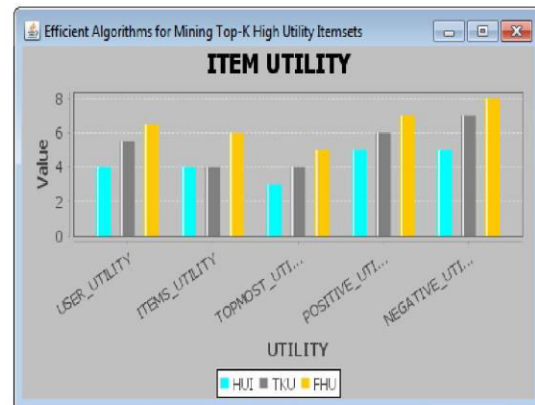 Efficient Algorithms for Mining Top-K High Utility Itemsets
ITEM UTILITY
Value
8
6
4
2
0
USER_UTILITY
ITEMS_UTILITY
TOPMOST_UTI...
POSITIVE_UTI...
NEGATIVE_UTI...
UTILITY
HUI TKU FHU